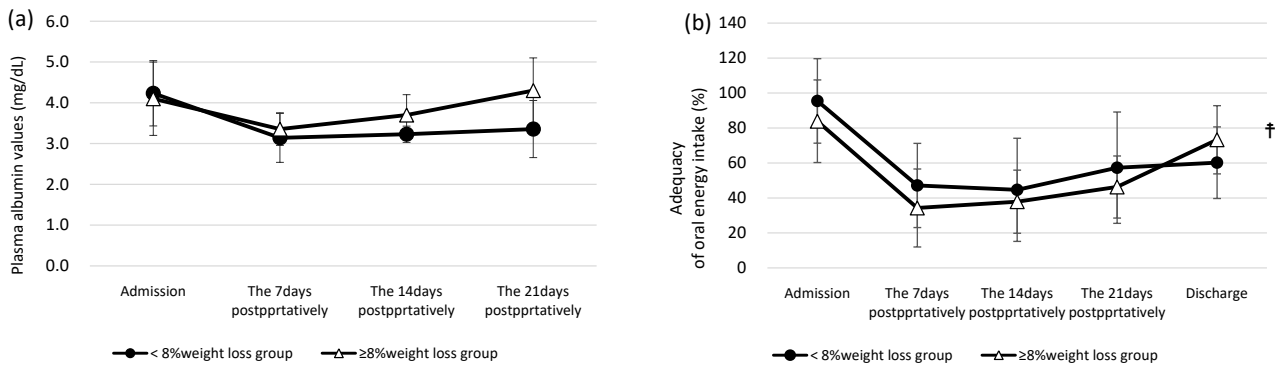 (a)
Plasma albumin values (mg/dL)
6.0
5.0
4.0
3.0
2.0
1.0
0.0
Admission
The 7days
postpprtatively
The 14days
postpprtatively
The 21days
postpprtatively
< 8%weight loss group
≥8%weight loss group
(b)
Adequacy
of oral energy intake (%)
140
120
100
80
60
40
20
0
Admission
The 7days
postpprtatively
The 14days
postpprtatively
The 21days
postpprtatively
Discharge
†
< 8%weight loss group
≥8%weight loss group